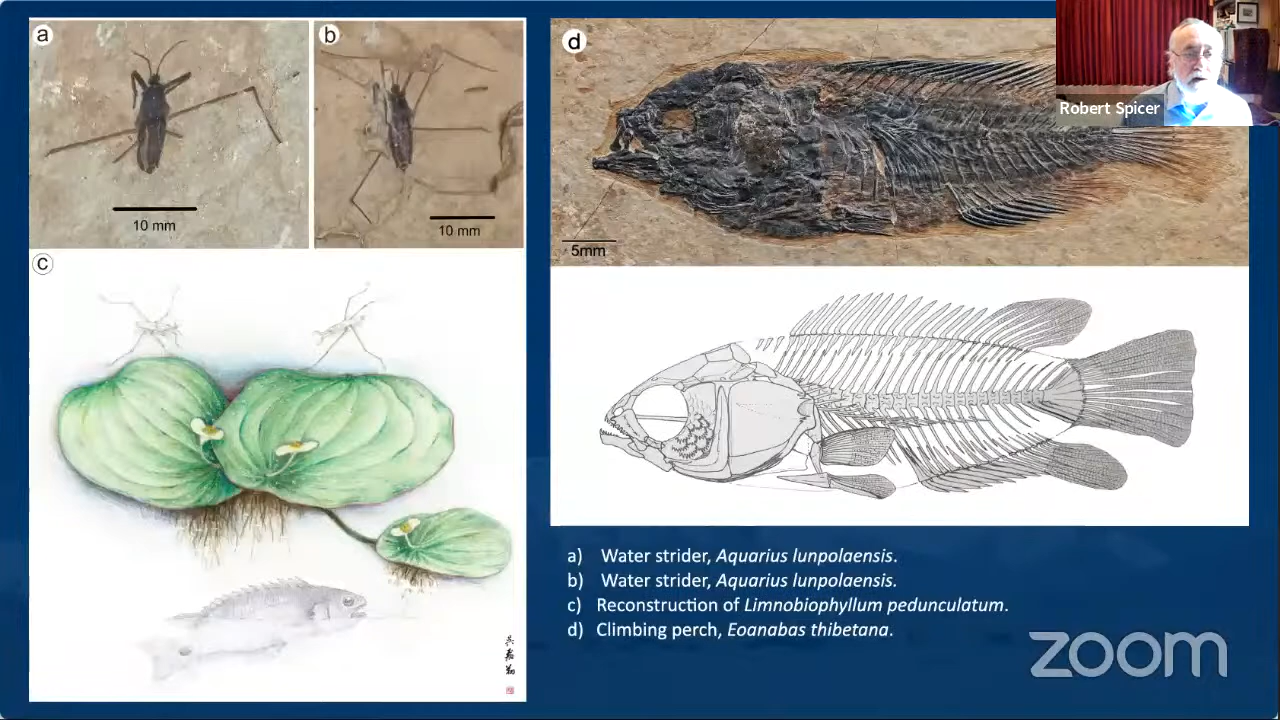 a
b
d
Robert Spicer
10 mm
10 mm
5mm
c
a) Water strider, Aquarius lunpolaensis.
b) Water strider, Aquarius lunpolaensis.
c) Reconstruction of Limnobiophyllum pedunculatum.
d) Climbing perch, Eoanabas thibetana.
zoom